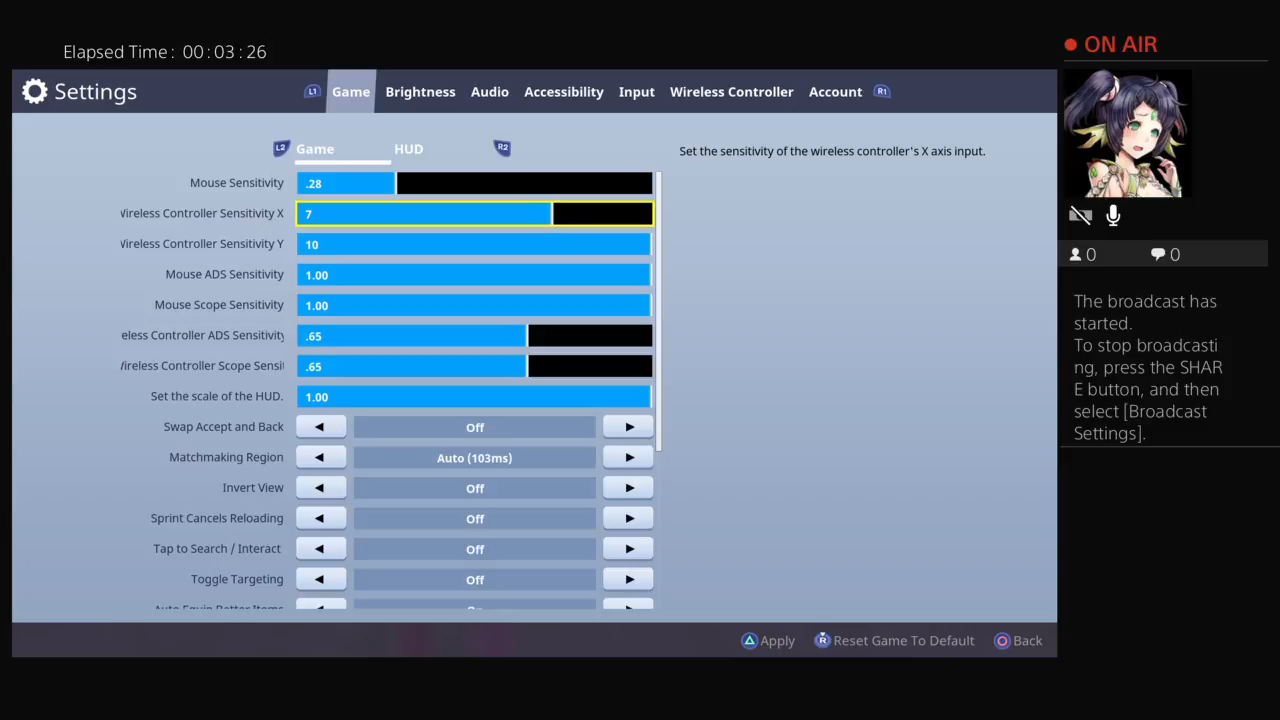 Elapsed Time: 00:03:26
ON AIR
Settings
L1 Game Brightness Audio Accessibility Input Wireless Controller Account R1
L2 Game HUD R2
Set the sensitivity of the wireless controller's X axis input.
Mouse Sensitivity .28
Wireless Controller Sensitivity X 7
Wireless Controller Sensitivity Y 10
Mouse ADS Sensitivity 1.00
Mouse Scope Sensitivity 1.00
eless Controller ADS Sensitivity .65
Wireless Controller Scope Sensi .65
Set the scale of the HUD. 1.00
Swap Accept and Back Off
Matchmaking Region Auto (103ms)
Invert View Off
Sprint Cancels Reloading Off
Tap to Search / Interact Off
Toggle Targeting Off
Auto Equip Better Items On
Apply R Reset Game To Default Back
0 0
The broadcast has
started.
To stop broadcasti
ng, press the SHAR
E button, and then
select [Broadcast
Settings].